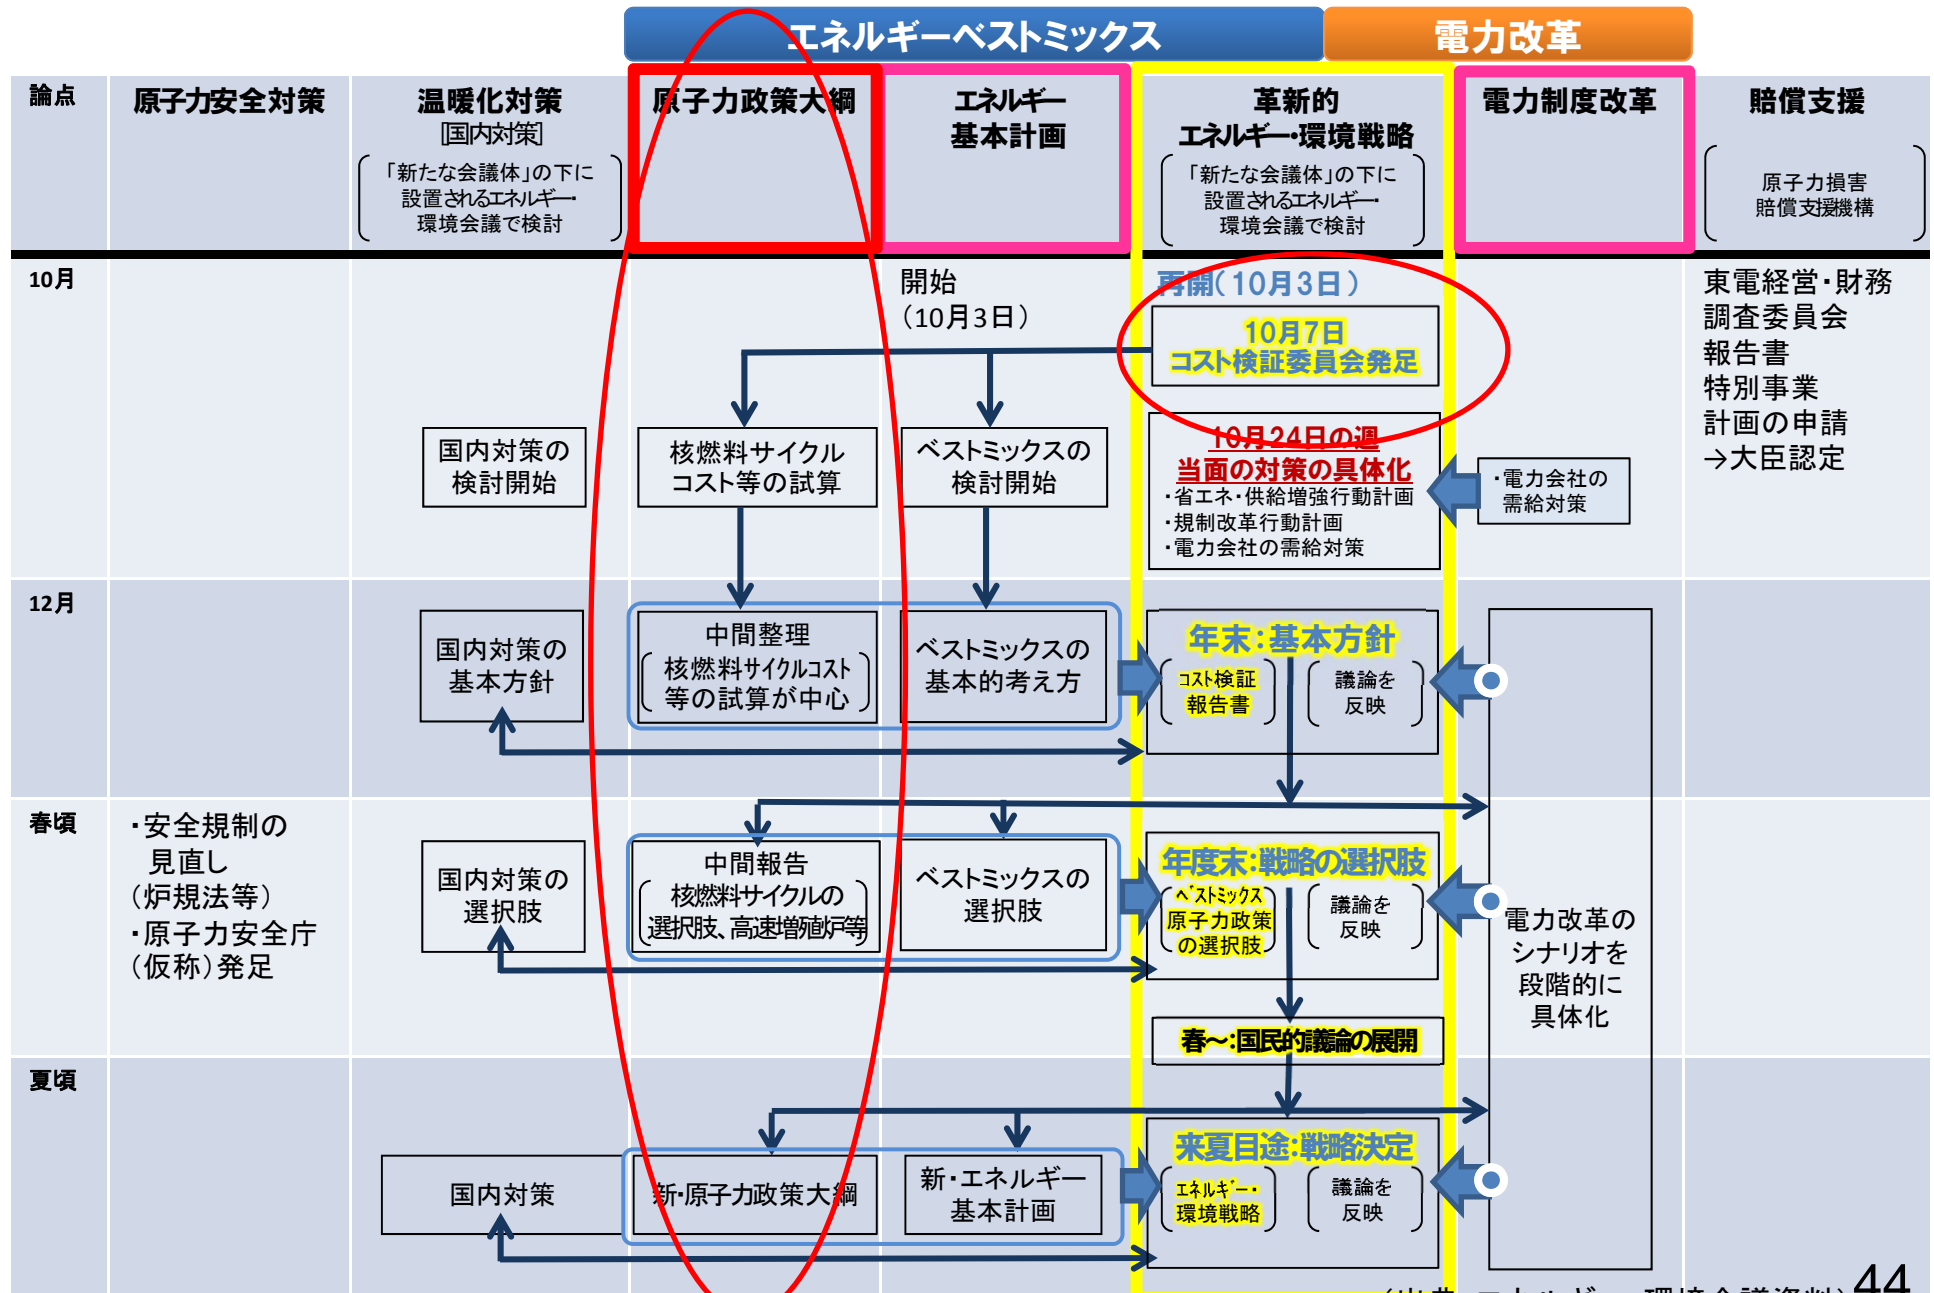 エネルギーベストミックス
電力改革
論点
原子力安全対策
温暖化対策
[国内対策]
「新たな会議体」の下に
設置されるエネルギー・
環境会議で検討
原子力政策大綱
エネルギー
基本計画
革新的
エネルギー・環境戦略
「新たな会議体」の下に
設置されるエネルギー・
環境会議で検討
電力制度改革
賠償支援
原子力損害
賠償支援機構
10月
開始
(10月3日)
再開(10月3日)
10月7日
コスト検証委員会発足
国内対策の
検討開始
核燃料サイクル
コスト等の試算
ベストミックスの
検討開始
10月24日の週
当面の対策の具体化
・省エネ・供給増強行動計画
・規制改革行動計画
・電力会社の需給対策
・電力会社の
需給対策
東電経営・財務
調査委員会
報告書
特別事業
計画の申請
→大臣認定
12月
国内対策の
基本方針
中間整理
核燃料サイクルコスト
等の試算が中心
ベストミックスの
基本的考え方
年末:基本方針
コスト検証
報告書
議論を
反映
春頃
・安全規制の
見直し
(炉規法等)
・原子力安全庁
(仮称)発足
国内対策の
選択肢
中間報告
核燃料サイクルの
選択肢、高速増殖炉等
ベストミックスの
選択肢
年度末:戦略の選択肢
ベストミックス
原子力政策
の選択肢
議論を
反映
電力改革の
シナリオを
段階的に
具体化
春～:国民的議論の展開
夏頃
国内対策
新・原子力政策大綱
新・エネルギー
基本計画
来夏目途:戦略決定
エネルギー・
環境戦略
議論を
反映
(出典:エネルギー・環境会議資料)
44